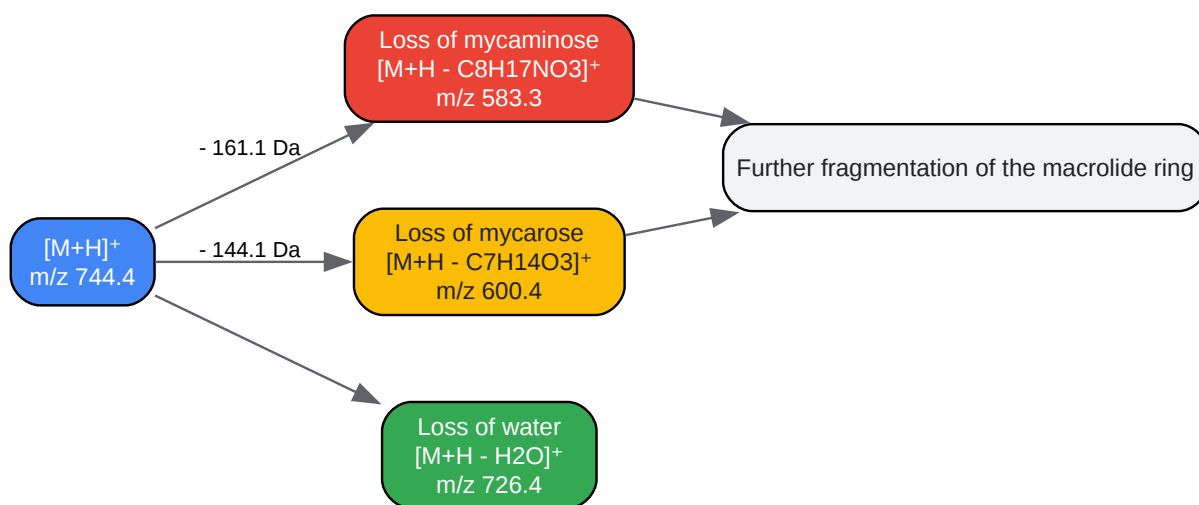 Loss of mycaminose
[M+H - C8H17NO3]⁺
m/z 583.3
- 161.1 Da
Further fragmentation of the macrolide ring
[M+H]⁺
m/z 744.4
- 144.1 Da
Loss of mycarose
[M+H - C7H14O3]⁺
m/z 600.4
Loss of water
[M+H - H2O]⁺
m/z 726.4